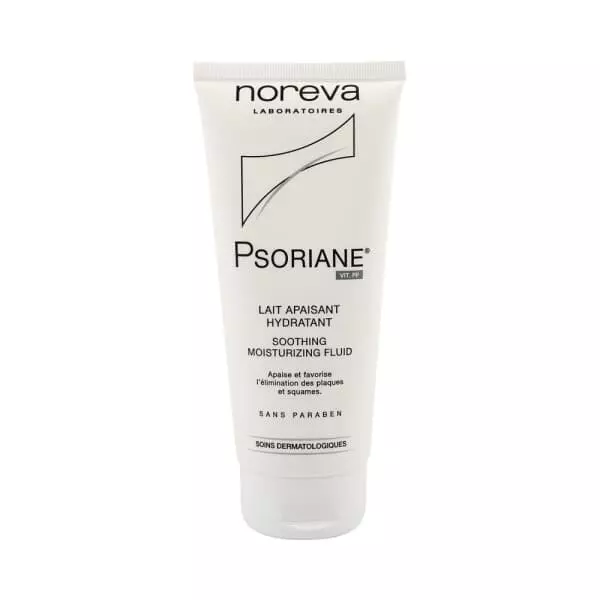 noreva
LABORATOIRES
PSORIANE®
VIT. PP
LAIT APAISANT
HYDRATANT
SOOTHING
MOISTURIZING FLUID
Apaise et favorise
l'élimination des plaques
et squames.
SANS PARABEN
SOINS DERMATOLOGIQUES